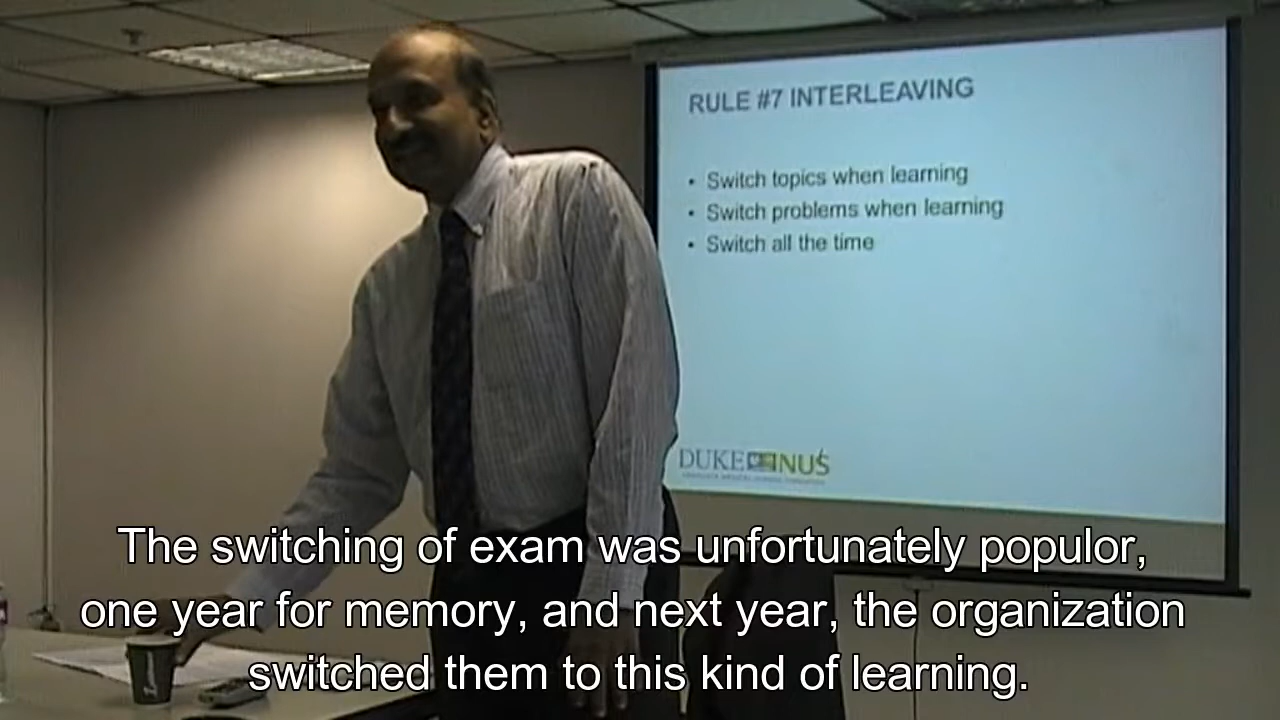 RULE #7 INTERLEAVING
• Switch topics when learning
• Switch problems when learning
• Switch all the time
DUKE NUS
The switching of exam was unfortunately populor,
one year for memory, and next year, the organization
switched them to this kind of learning.